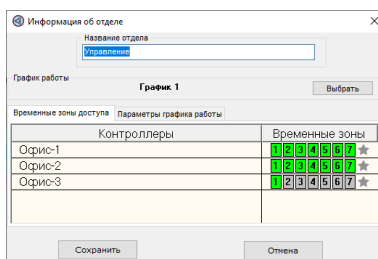 Информация об отделе
Название отдела
Управление
График работы
График 1
Выбрать
Временные зоны доступа Параметры графика работы
Контроллеры Временные зоны
Офис-1 1 2 3 4 5 6 7
Офис-2 1 2 3 4 5 6 7
Офис-3 1 2 3 4 5 6 7
Сохранить Отмена